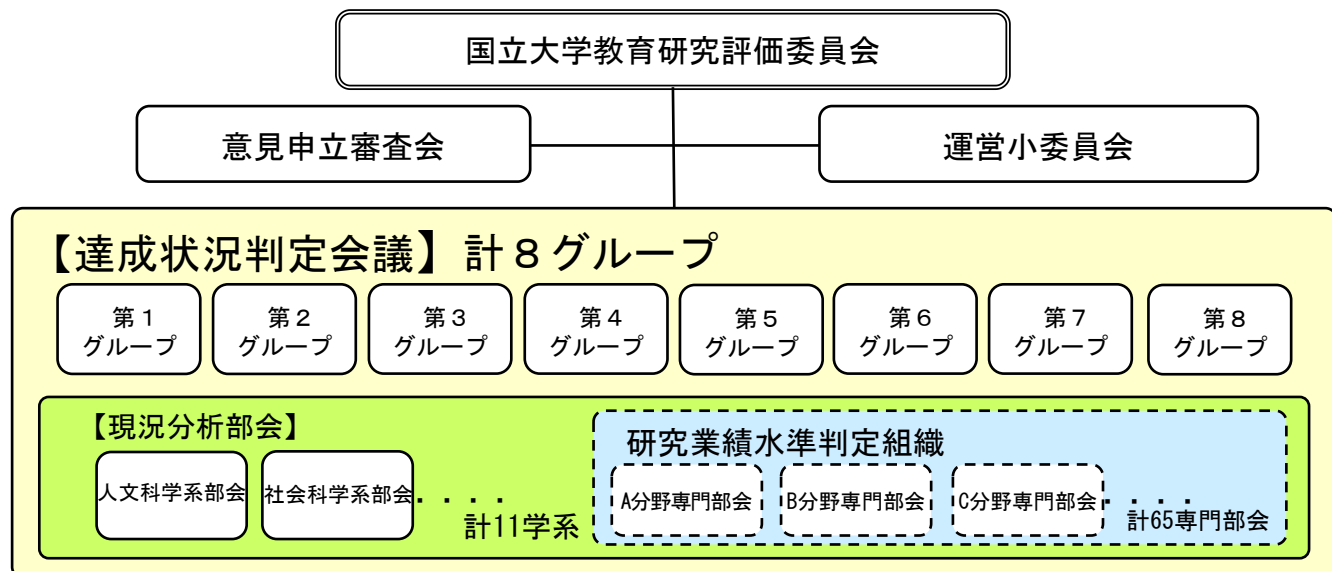 国立大学教育研究評価委員会
意見申立審査会
運営小委員会
【達成状況判定会議】計８グループ
第１
グループ
第２
グループ
第３
グループ
第４
グループ
第５
グループ
第６
グループ
第７
グループ
第８
グループ
【現況分析部会】
人文科学系部会
社会科学系部会
・・・・
計11学系
研究業績水準判定組織
A分野専門部会
B分野専門部会
C分野専門部会
・・・・
計65専門部会